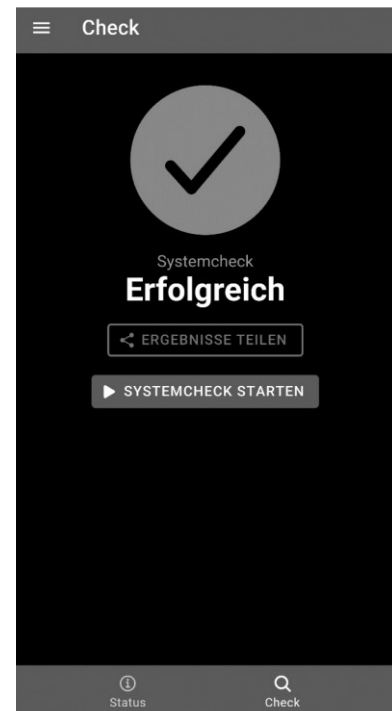 Check
Systemcheck
Erfolgreich
ERGEBNISSE TEILEN
SYSTEMCHECK STARTEN
Status
Check